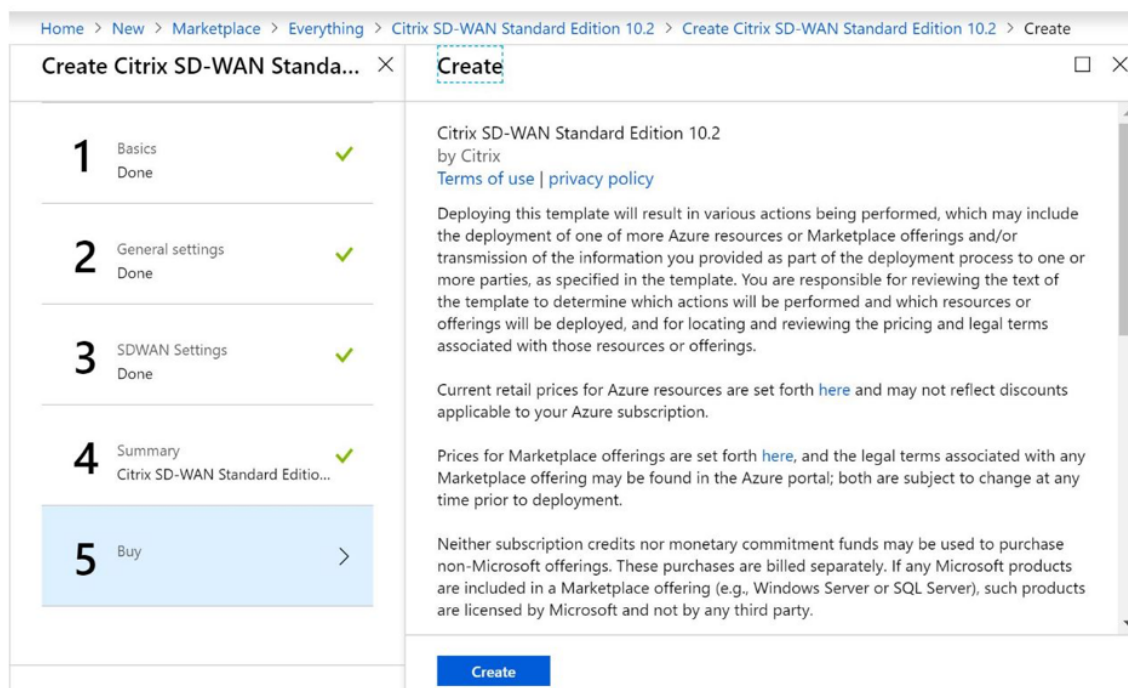 Home > New > Marketplace > Everything > Citrix SD-WAN Standard Edition 10.2 > Create Citrix SD-WAN Standard Edition 10.2 > Create
Create Citrix SD-WAN Standa...
1
Basics
Done
2
General settings
Done
3
SDWAN Settings
Done
4
Summary
Citrix SD-WAN Standard Editio...
5
Buy
Create
Citrix SD-WAN Standard Edition 10.2
by Citrix
Terms of use | privacy policy
Deploying this template will result in various actions being performed, which may include
the deployment of one of more Azure resources or Marketplace offerings and/or
transmission of the information you provided as part of the deployment process to one or
more parties, as specified in the template. You are responsible for reviewing the text of
the template to determine which actions will be performed and which resources or
offerings will be deployed, and for locating and reviewing the pricing and legal terms
associated with those resources or offerings.
Current retail prices for Azure resources are set forth here and may not reflect discounts
applicable to your Azure subscription.
Prices for Marketplace offerings are set forth here, and the legal terms associated with any
Marketplace offering may be found in the Azure portal; both are subject to change at any
time prior to deployment.
Neither subscription credits nor monetary commitment funds may be used to purchase
non-Microsoft offerings. These purchases are billed separately. If any Microsoft products
are included in a Marketplace offering (e.g., Windows Server or SQL Server), such products
are licensed by Microsoft and not by any third party.
Create